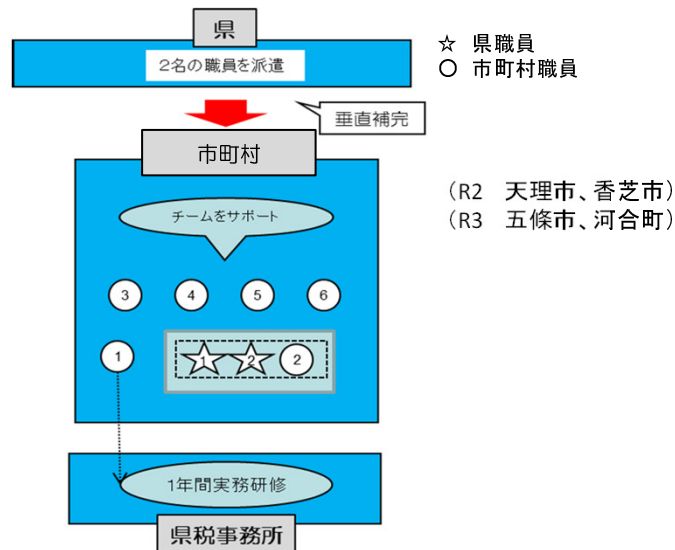 県
2名の職員を派遣
☆ 県職員
○ 市町村職員
垂直補完
市町村
(R2 天理市、香芝市)
(R3 五條市、河合町)
チームをサポート
3 4 5 6
1 1 2 2
1年間実務研修
県税事務所